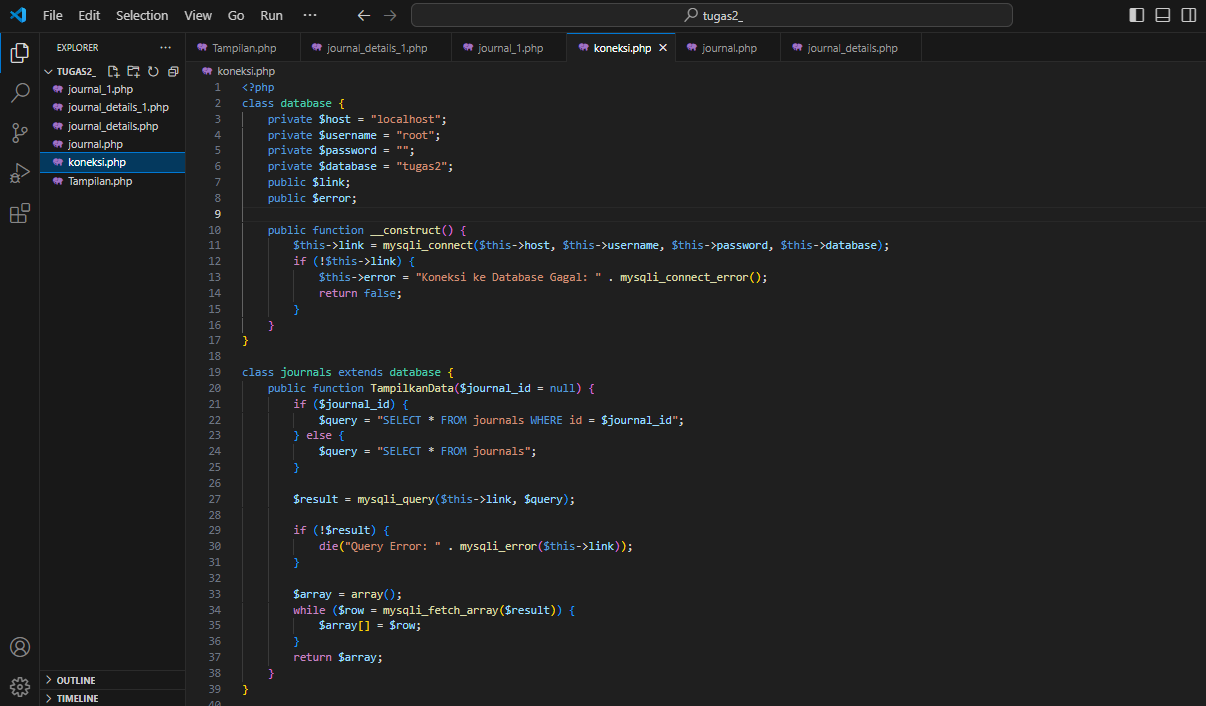 File Edit Selection View Go Run ··· ← → tugas2_
EXPLORER ···
TUGAS2_
journal_1.php
journal_details_1.php
journal_details.php
journal.php
koneksi.php
Tampilan.php
OUTLINE
TIMELINE
Tampilan.php journal_details_1.php journal_1.php koneksi.php × journal.php journal_details.php
koneksi.php
1 <?php
2 class database {
3     private $host = "localhost";
4     private $username = "root";
5     private $password = "";
6     private $database = "tugas2";
7     public $link;
8     public $error;
9
10     public function __construct() {
11         $this->link = mysqli_connect($this->host, $this->username, $this->password, $this->database);
12         if (!$this->link) {
13             $this->error = "Koneksi ke Database Gagal: " . mysqli_connect_error();
14             return false;
15         }
16     }
17 }
18
19 class journals extends database {
20     public function TampilkanData($journal_id = null) {
21         if ($journal_id) {
22             $query = "SELECT * FROM journals WHERE id = $journal_id";
23         } else {
24             $query = "SELECT * FROM journals";
25         }
26
27         $result = mysqli_query($this->link, $query);
28
29         if (!$result) {
30             die("Query Error: " . mysqli_error($this->link));
31         }
32
33         $array = array();
34         while ($row = mysqli_fetch_array($result)) {
35             $array[] = $row;
36         }
37         return $array;
38     }
39 }
40